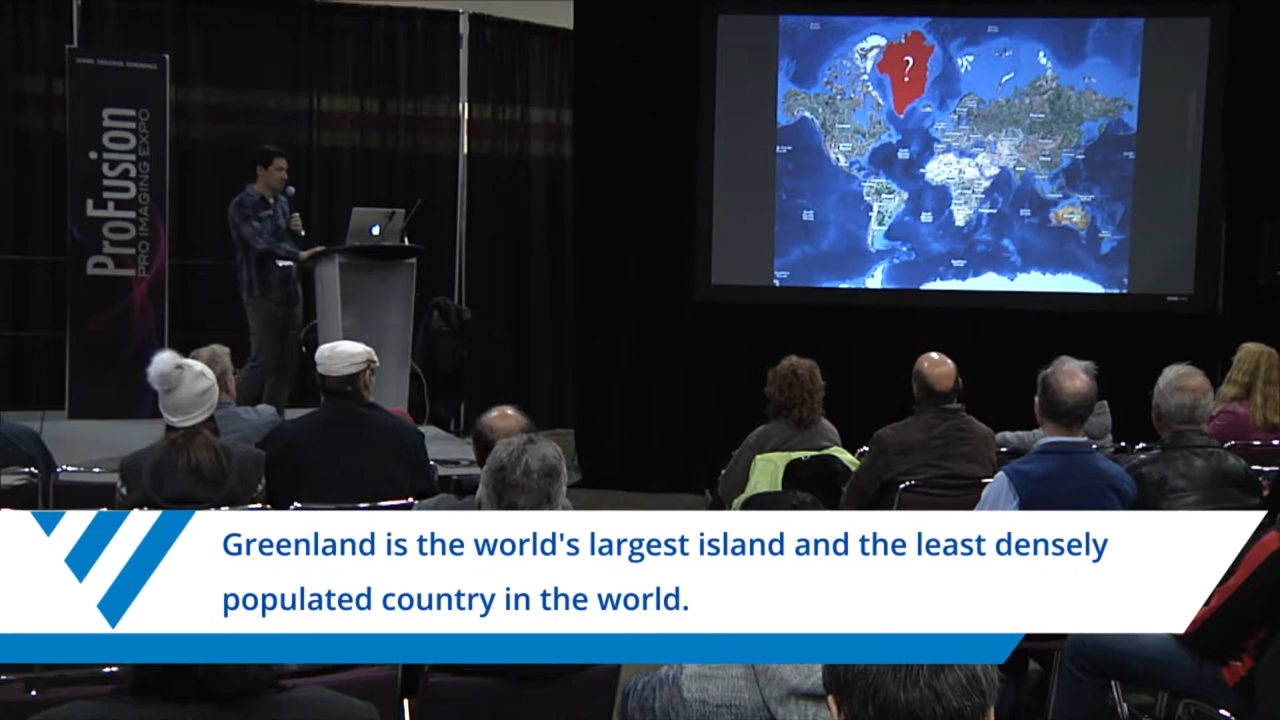 ProFusion
PRO IMAGING EXPO
?
Greenland is the world's largest island and the least densely
populated country in the world.